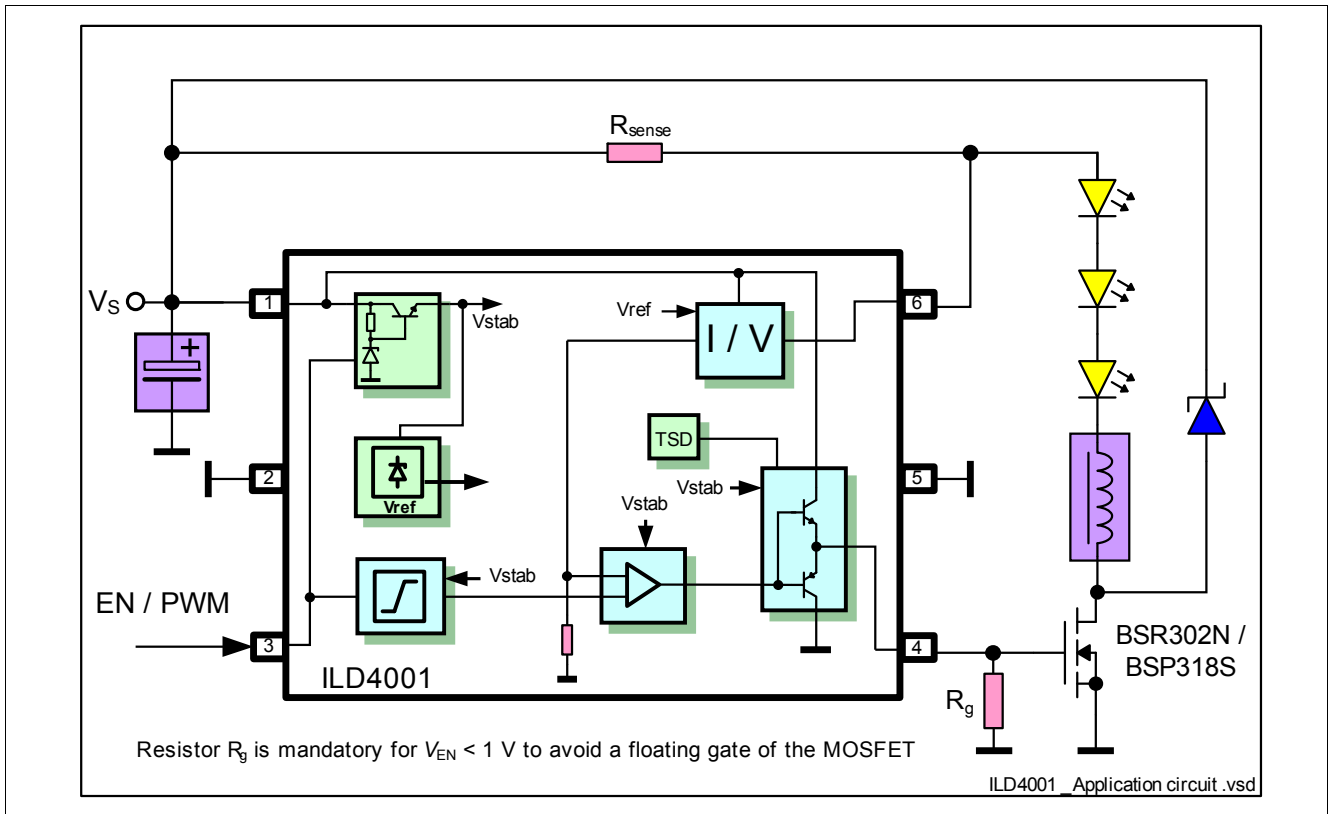 Rsense
VS
1
Vstab
Vref
I / V
6
TSD
2
Vref
Vstab
5
Vstab
Vstab
EN / PWM
3
4
BSR302N /
BSP318S
ILD4001
Rg
Resistor Rg is mandatory for VEN < 1 V to avoid a floating gate of the MOSFET
ILD4001 _Application circuit .vsd